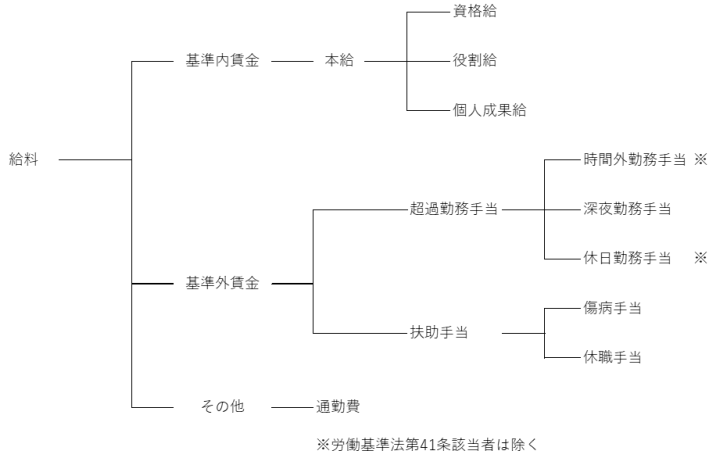 資格給
基準内賃金 本給 役割給
個人成果給
給料 時間外勤務手当 ※
超過勤務手当 深夜勤務手当
休日勤務手当 ※
基準外賃金
傷病手当
扶助手当
休職手当
その他 通勤費
※労働基準法第41条該当者は除く